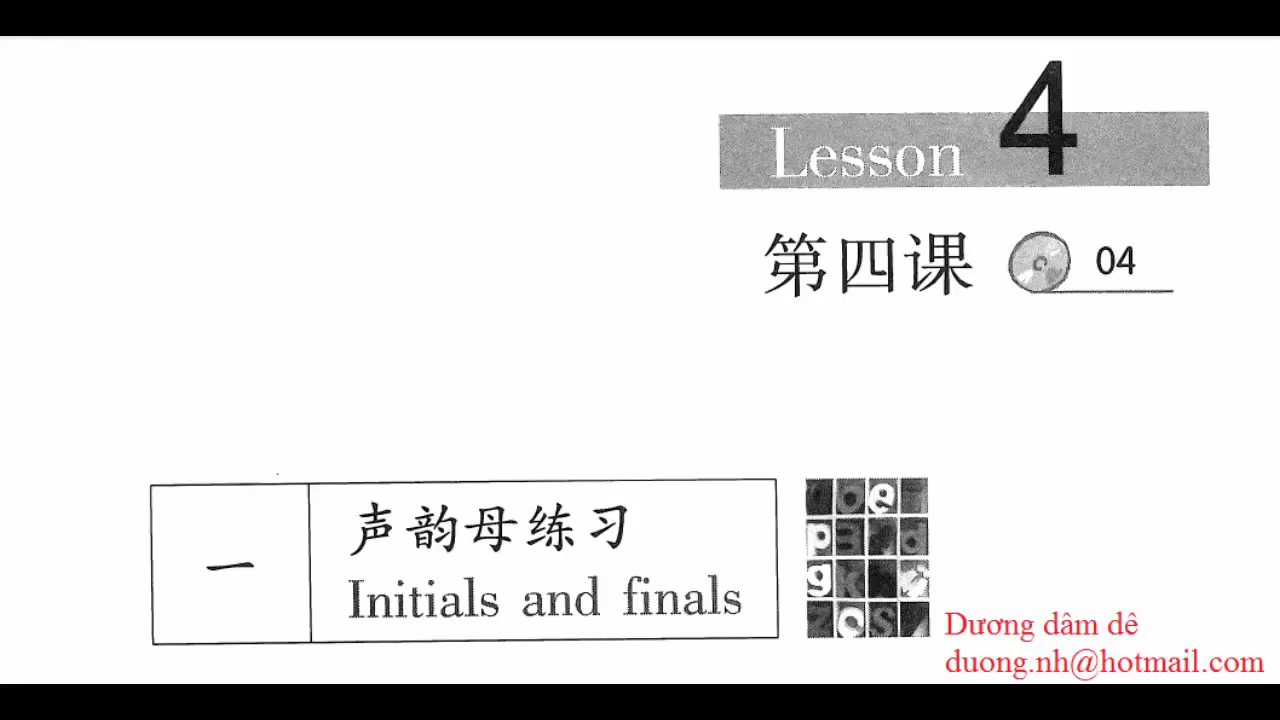 Lesson 4
第四课 04
一
声韵母练习
Initials and finals
Dương dâm dê
duong.nh@hotmail.com